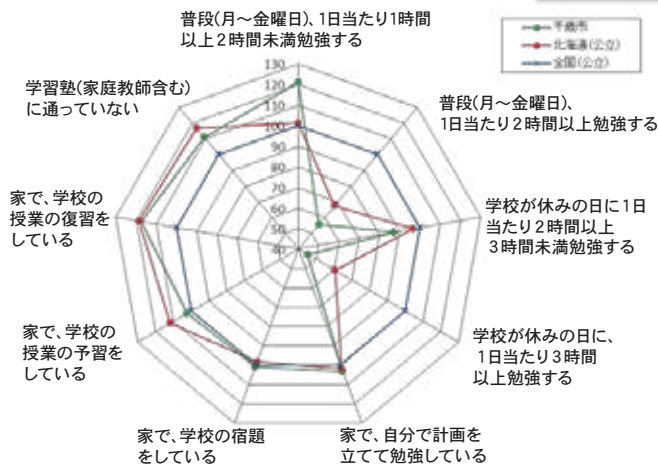 普段(月～金曜日)、1日当たり1時間
以上2時間未満勉強する
千歳市
北海道(公立)
全国(公立)
学習塾(家庭教師含む)
に通っていない
普段(月～金曜日)、
1日当たり2時間以上勉強する
130
120
110
100
90
80
70
60
50
40
家で、学校の
授業の復習を
している
学校が休みの日に1日
当たり2時間以上
3時間未満勉強する
家で、学校の
授業の予習を
している
学校が休みの日に、
1日当たり3時間
以上勉強する
家で、学校の宿題
をしている
家で、自分で計画を
立てて勉強している